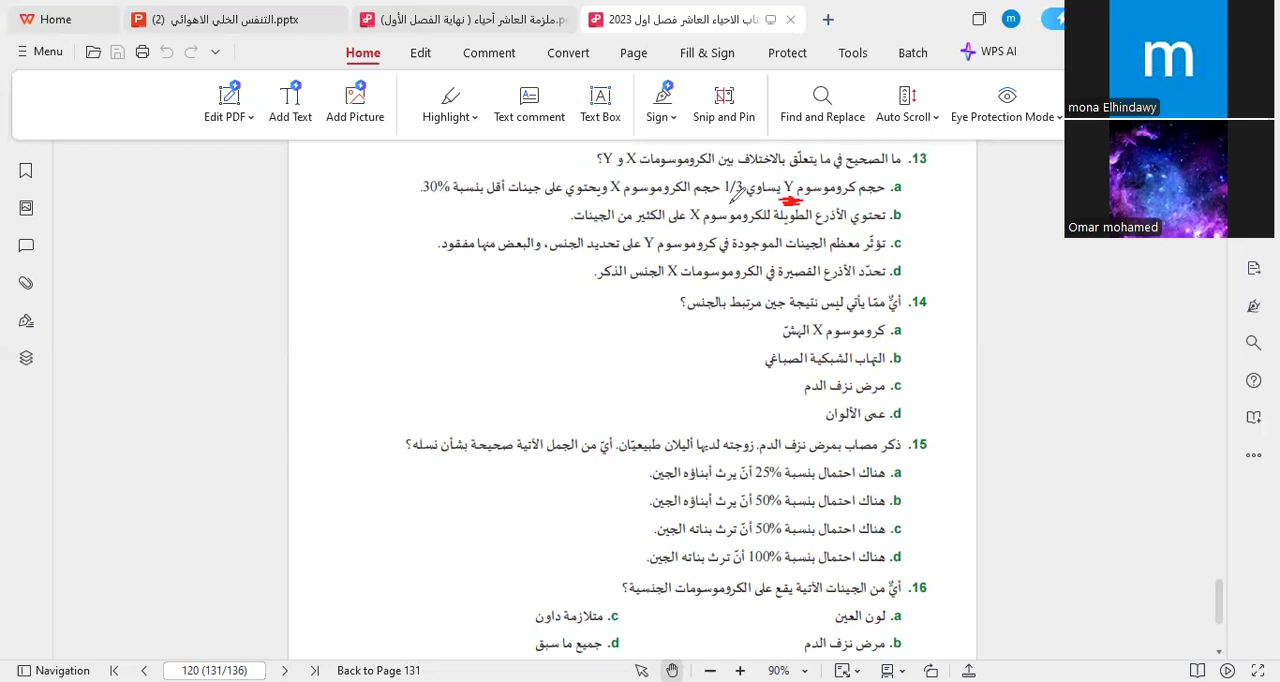 Home
التنفس الخلي الاهوائي (2).pptx
ملزمة العاشر أحياء ( نهاية الفصل الأول).
اب الاحياء العاشر فصل اول 2023
m
Menu
Home
Edit
Comment
Convert
Page
Fill & Sign
Protect
Tools
Batch
WPS AI
Edit PDF
Add Text
Add Picture
Highlight
Text comment
Text Box
Sign
Snip and Pin
Find and Replace
Auto Scroll
Eye Protection Mode
m
mona Elhindawy
Omar mohamed
13. ما الصحيح في ما يتعلّق بالاختلاف بين الكروموسومات X و Y؟
a. حجم كروموسوم Y يساوي 1/3 حجم الكروموسوم X ويحتوي على جينات أقل بنسبة 30%.
b. تحتوي الأذرع الطويلة للكروموسوم X على الكثير من الجينات.
c. تؤثّر معظم الجينات الموجودة في كروموسوم Y على تحديد الجنس، والبعض منها مفقود.
d. تحدّد الأذرع القصيرة في الكروموسومات X الجنس الذكر.
14. أيٌّ ممّا يأتي ليس نتيجة جين مرتبط بالجنس؟
a. كروموسوم X الهشّ
b. التهاب الشبكية الصباغي
c. مرض نزف الدم
d. عمى الألوان
15. ذكر مصاب بمرض نزف الدم. زوجته لديها أليلان طبيعيّان. أيّ من الجمل الآتية صحيحة بشأن نسله؟
a. هناك احتمال بنسبة 25% أنّ يرث أبناؤه الجين.
b. هناك احتمال بنسبة 50% أنّ يرث أبناؤه الجين.
c. هناك احتمال بنسبة 50% أنّ ترث بناته الجين.
d. هناك احتمال بنسبة 100% أنّ ترث بناته الجين.
16. أيٌّ من الجينات الآتية يقع على الكروموسومات الجنسية؟
a. لون العين
c. متلازمة داون
b. مرض نزف الدم
d. جميع ما سبق
Navigation
120 (131/136)
Back to Page 131
90%